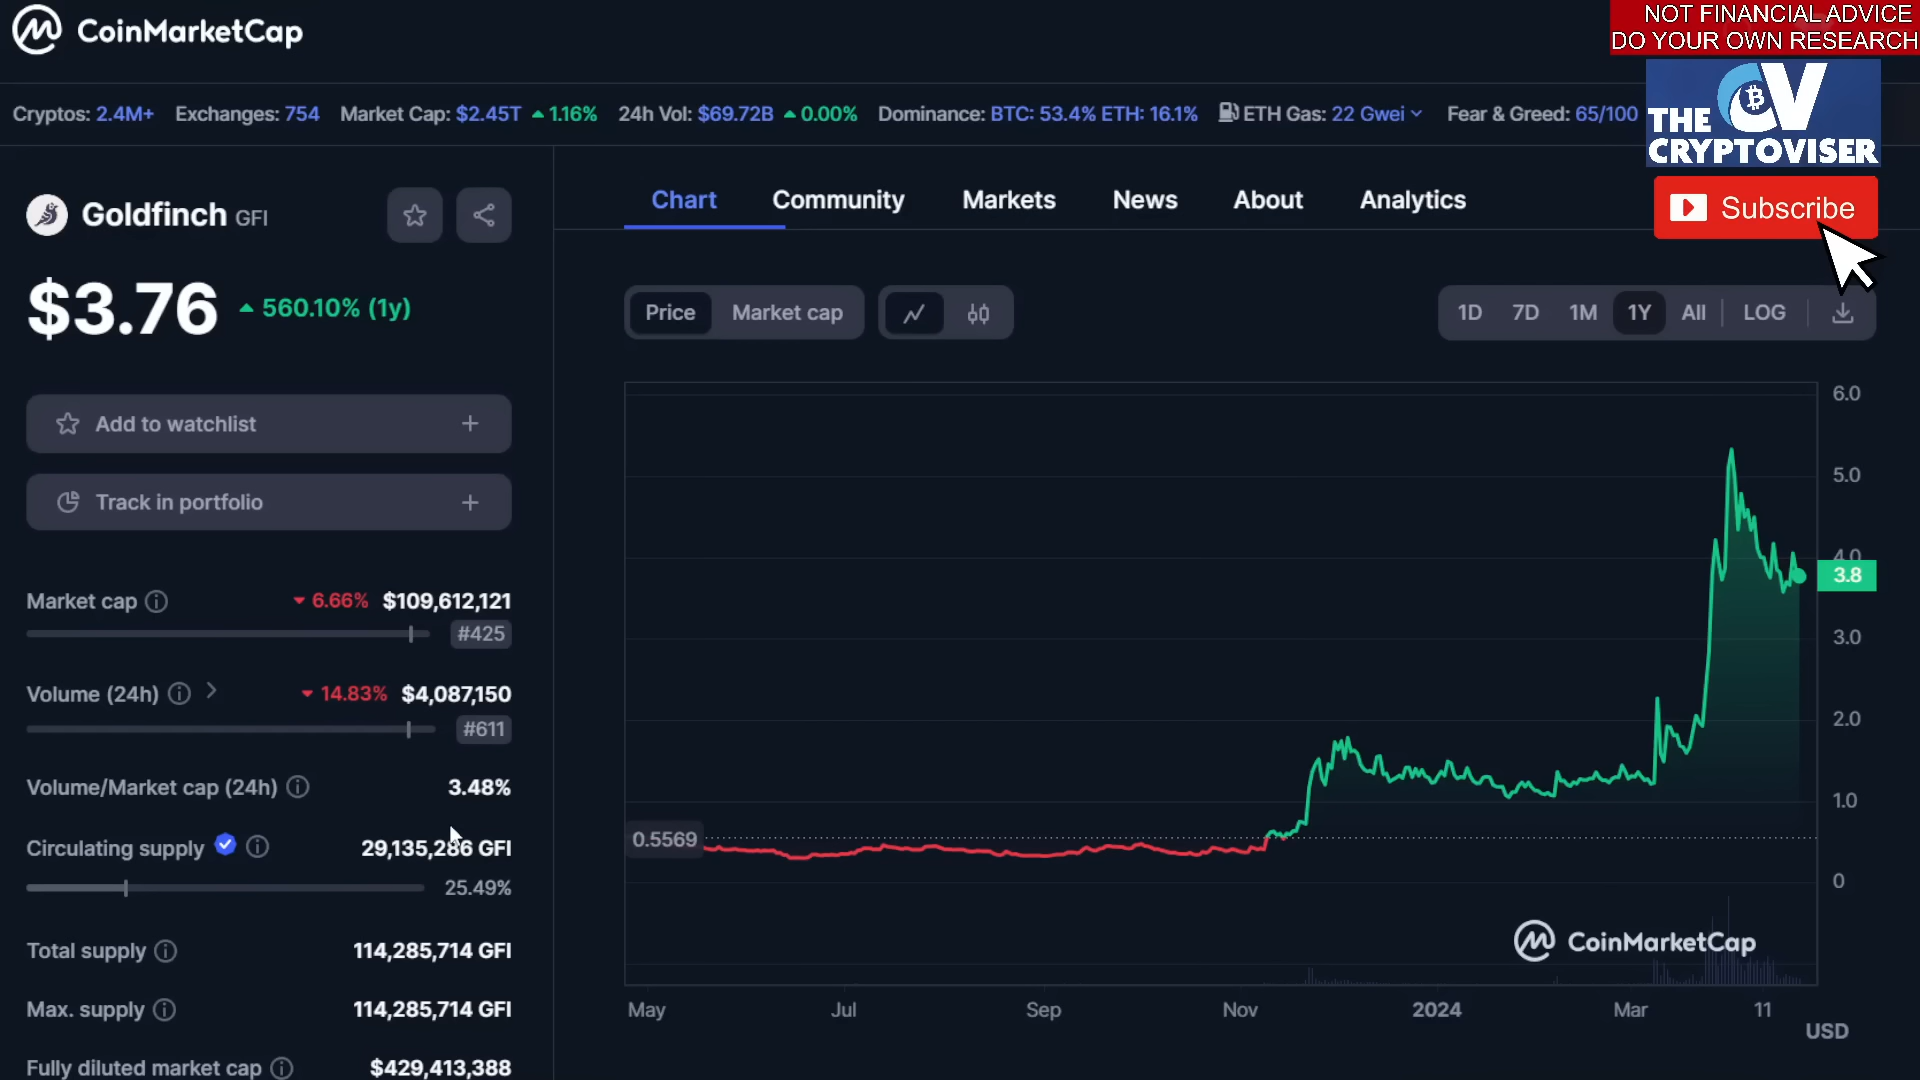 CoinMarketCap
NOT FINANCIAL ADVICE
DO YOUR OWN RESEARCH
Cryptos: 2.4M+ Exchanges: 754 Market Cap: $2.45T 1.16% 24h Vol: $69.72B 0.00% Dominance: BTC: 53.4% ETH: 16.1% ETH Gas: 22 Gwei Fear & Greed: 65/100
CV
THE
CRYPTOVISER
Subscribe
Goldfinch GFI
Chart Community Markets News About Analytics
$3.76 560.10% (1y)
Price Market cap
1D 7D 1M 1Y All LOG
Add to watchlist +
Track in portfolio +
Market cap 6.66% $109,612,121
#425
Volume (24h) 14.83% $4,087,150
#611
Volume/Market cap (24h) 3.48%
Circulating supply 29,135,286 GFI
25.49%
Total supply 114,285,714 GFI
Max. supply 114,285,714 GFI
Fully diluted market cap $429,413,388
6.0
5.0
4.0
3.8
3.0
2.0
1.0
0.5569
0
CoinMarketCap
May Jul Sep Nov 2024 Mar 11
USD